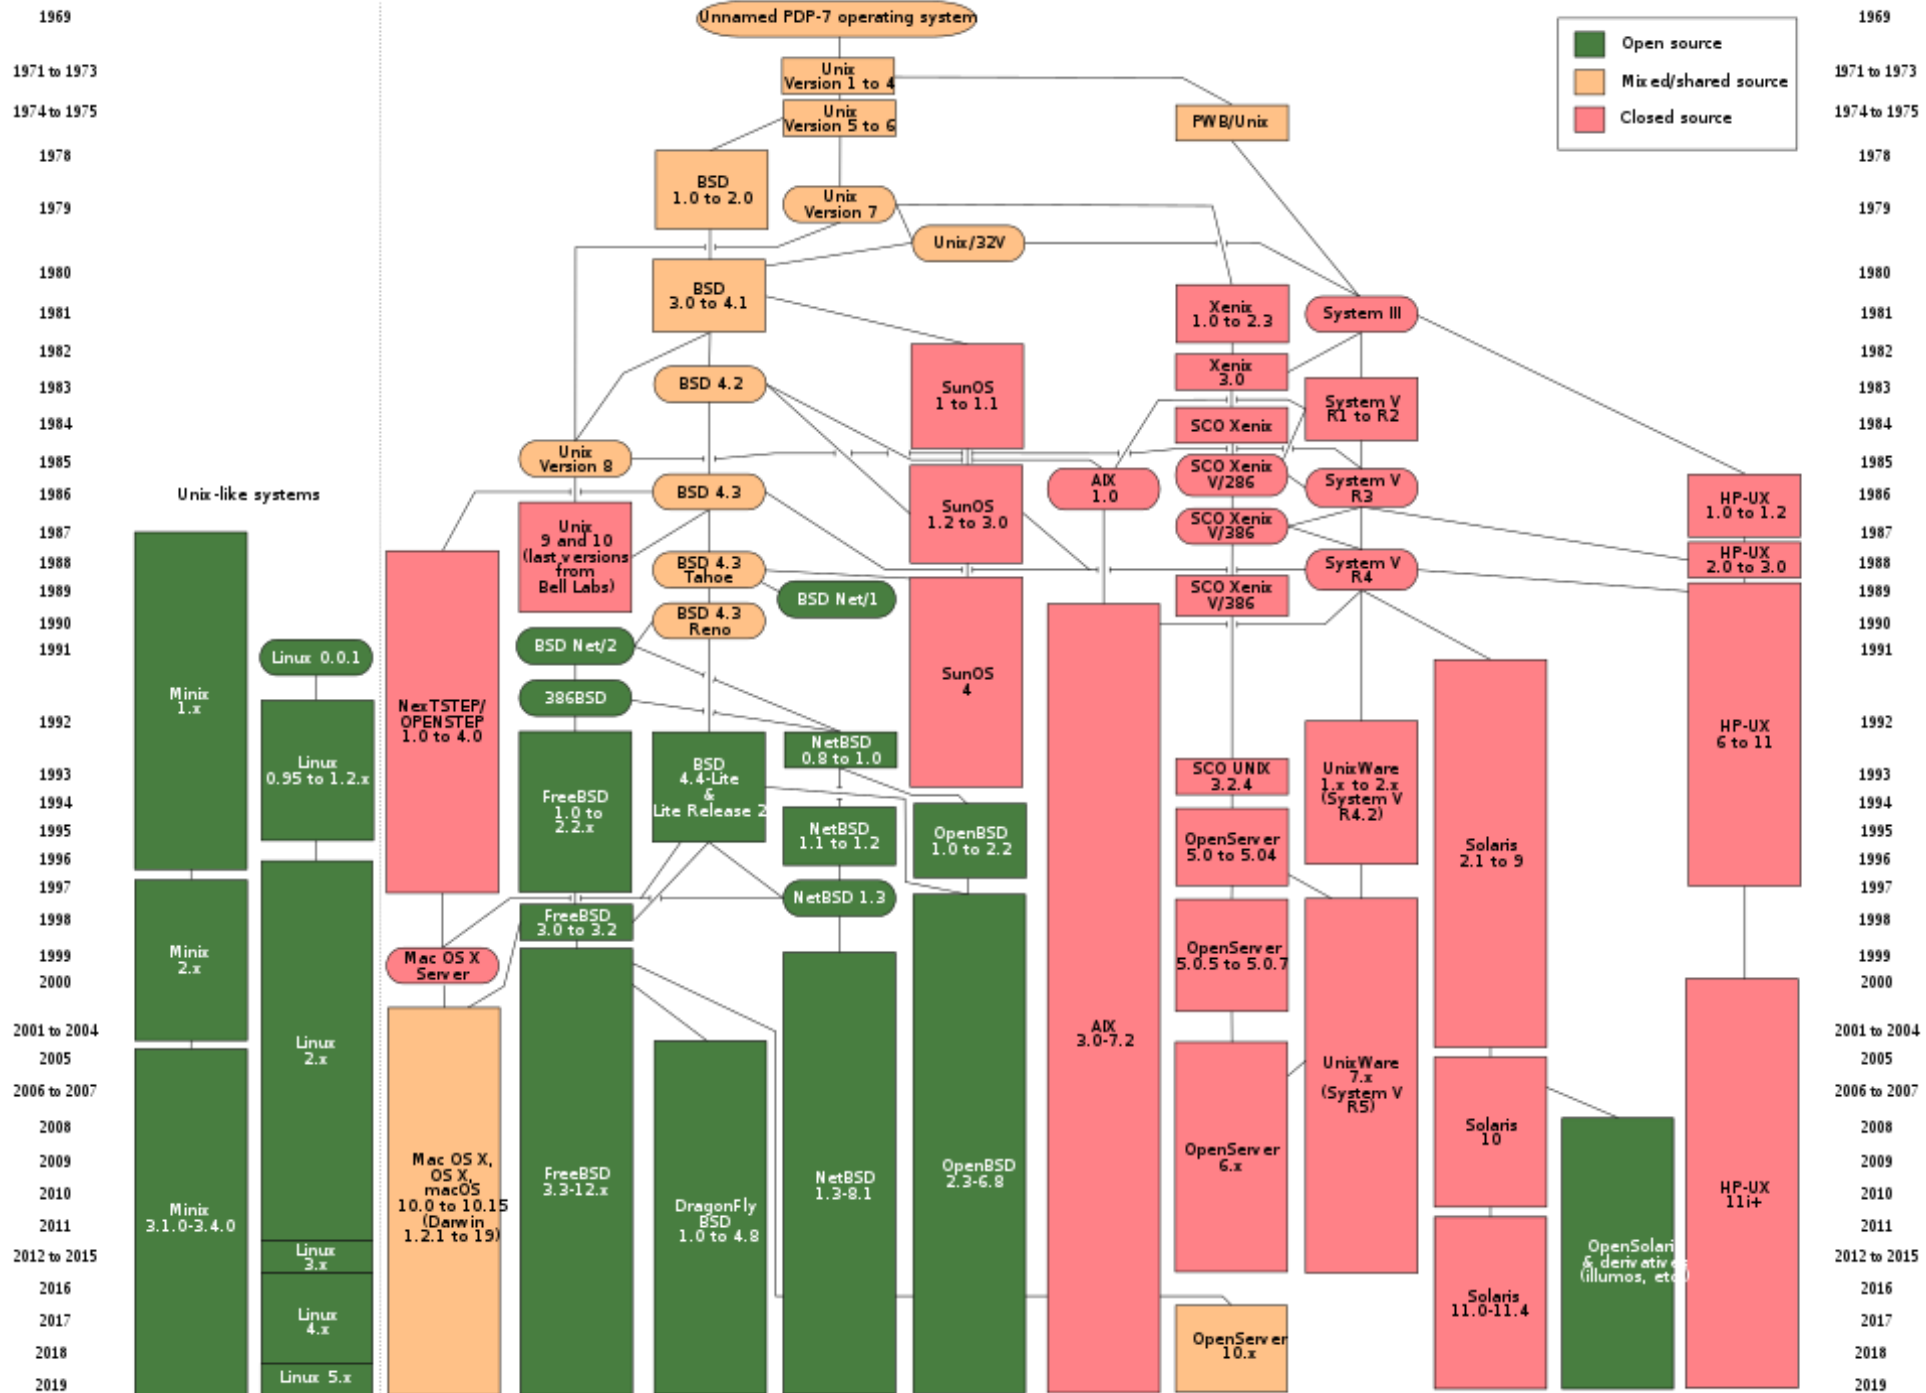 Unnamed PDP-7 operating system
Open source
Mixed/shared source
Closed source
1969
1971 to 1973
1974 to 1975
1978
1979
1980
1981
1982
1983
1984
1985
1986
1987
1988
1989
1990
1991
1992
1993
1994
1995
1996
1997
1998
1999
2000
2001 to 2004
2005
2006 to 2007
2008
2009
2010
2011
2012 to 2015
2016
2017
2018
2019
Unix-like systems
Minix
1.x
Minix
2.x
Minix
3.1.0-3.4.0
Linux 0.0.1
Linux
0.95 to 1.2.x
Linux
2.x
Linux
3.x
Linux
4.x
Linux 5.x
NexTSTEP/
OPENSTEP
1.0 to 4.0
Mac OS X
Server
Mac OS X,
OS X,
macOS
10.0 to 10.15
(Darwin
1.2.1 to 19)
Unix
Version 8
Unix
9 and 10
(last versions
from
Bell Labs)
BSD Net/2
386BSD
FreeBSD
1.0 to
2.2.x
FreeBSD
3.0 to 3.2
FreeBSD
3.3-12.x
BSD
1.0 to 2.0
BSD
3.0 to 4.1
BSD 4.2
BSD 4.3
BSD 4.3
Tahoe
BSD 4.3
Reno
BSD
4.4-Lite
&
Lite Release 2
DragonFly
BSD
1.0 to 4.8
Unix
Version 1 to 4
Unix
Version 5 to 6
Unix
Version 7
BSD Net/1
NetBSD
0.8 to 1.0
NetBSD
1.1 to 1.2
NetBSD 1.3
NetBSD
1.3-8.1
Unix/32V
SunOS
1 to 1.1
SunOS
1.2 to 3.0
SunOS
4
OpenBSD
1.0 to 2.2
OpenBSD
2.3-6.8
AIX
1.0
AIX
3.0-7.2
PWB/Unix
Xenix
1.0 to 2.3
Xenix
3.0
SCO Xenix
SCO Xenix
V/286
SCO Xenix
V/386
SCO Xenix
V/386
SCO UNIX
3.2.4
OpenServer
5.0 to 5.04
OpenServer
5.0.5 to 5.0.7
OpenServer
6.x
OpenServer
10.x
System III
System V
R1 to R2
System V
R3
System V
R4
UnixWare
1.x to 2.x
(System V
R4.2)
UnixWare
7.x
(System V
R5)
Solaris
2.1 to 9
Solaris
10
Solaris
11.0-11.4
OpenSolaris
& derivatives
(illumos, etc.)
HP-UX
1.0 to 1.2
HP-UX
2.0 to 3.0
HP-UX
6 to 11
HP-UX
11i+
1969
1971 to 1973
1974 to 1975
1978
1979
1980
1981
1982
1983
1984
1985
1986
1987
1988
1989
1990
1991
1992
1993
1994
1995
1996
1997
1998
1999
2000
2001 to 2004
2005
2006 to 2007
2008
2009
2010
2011
2012 to 2015
2016
2017
2018
2019